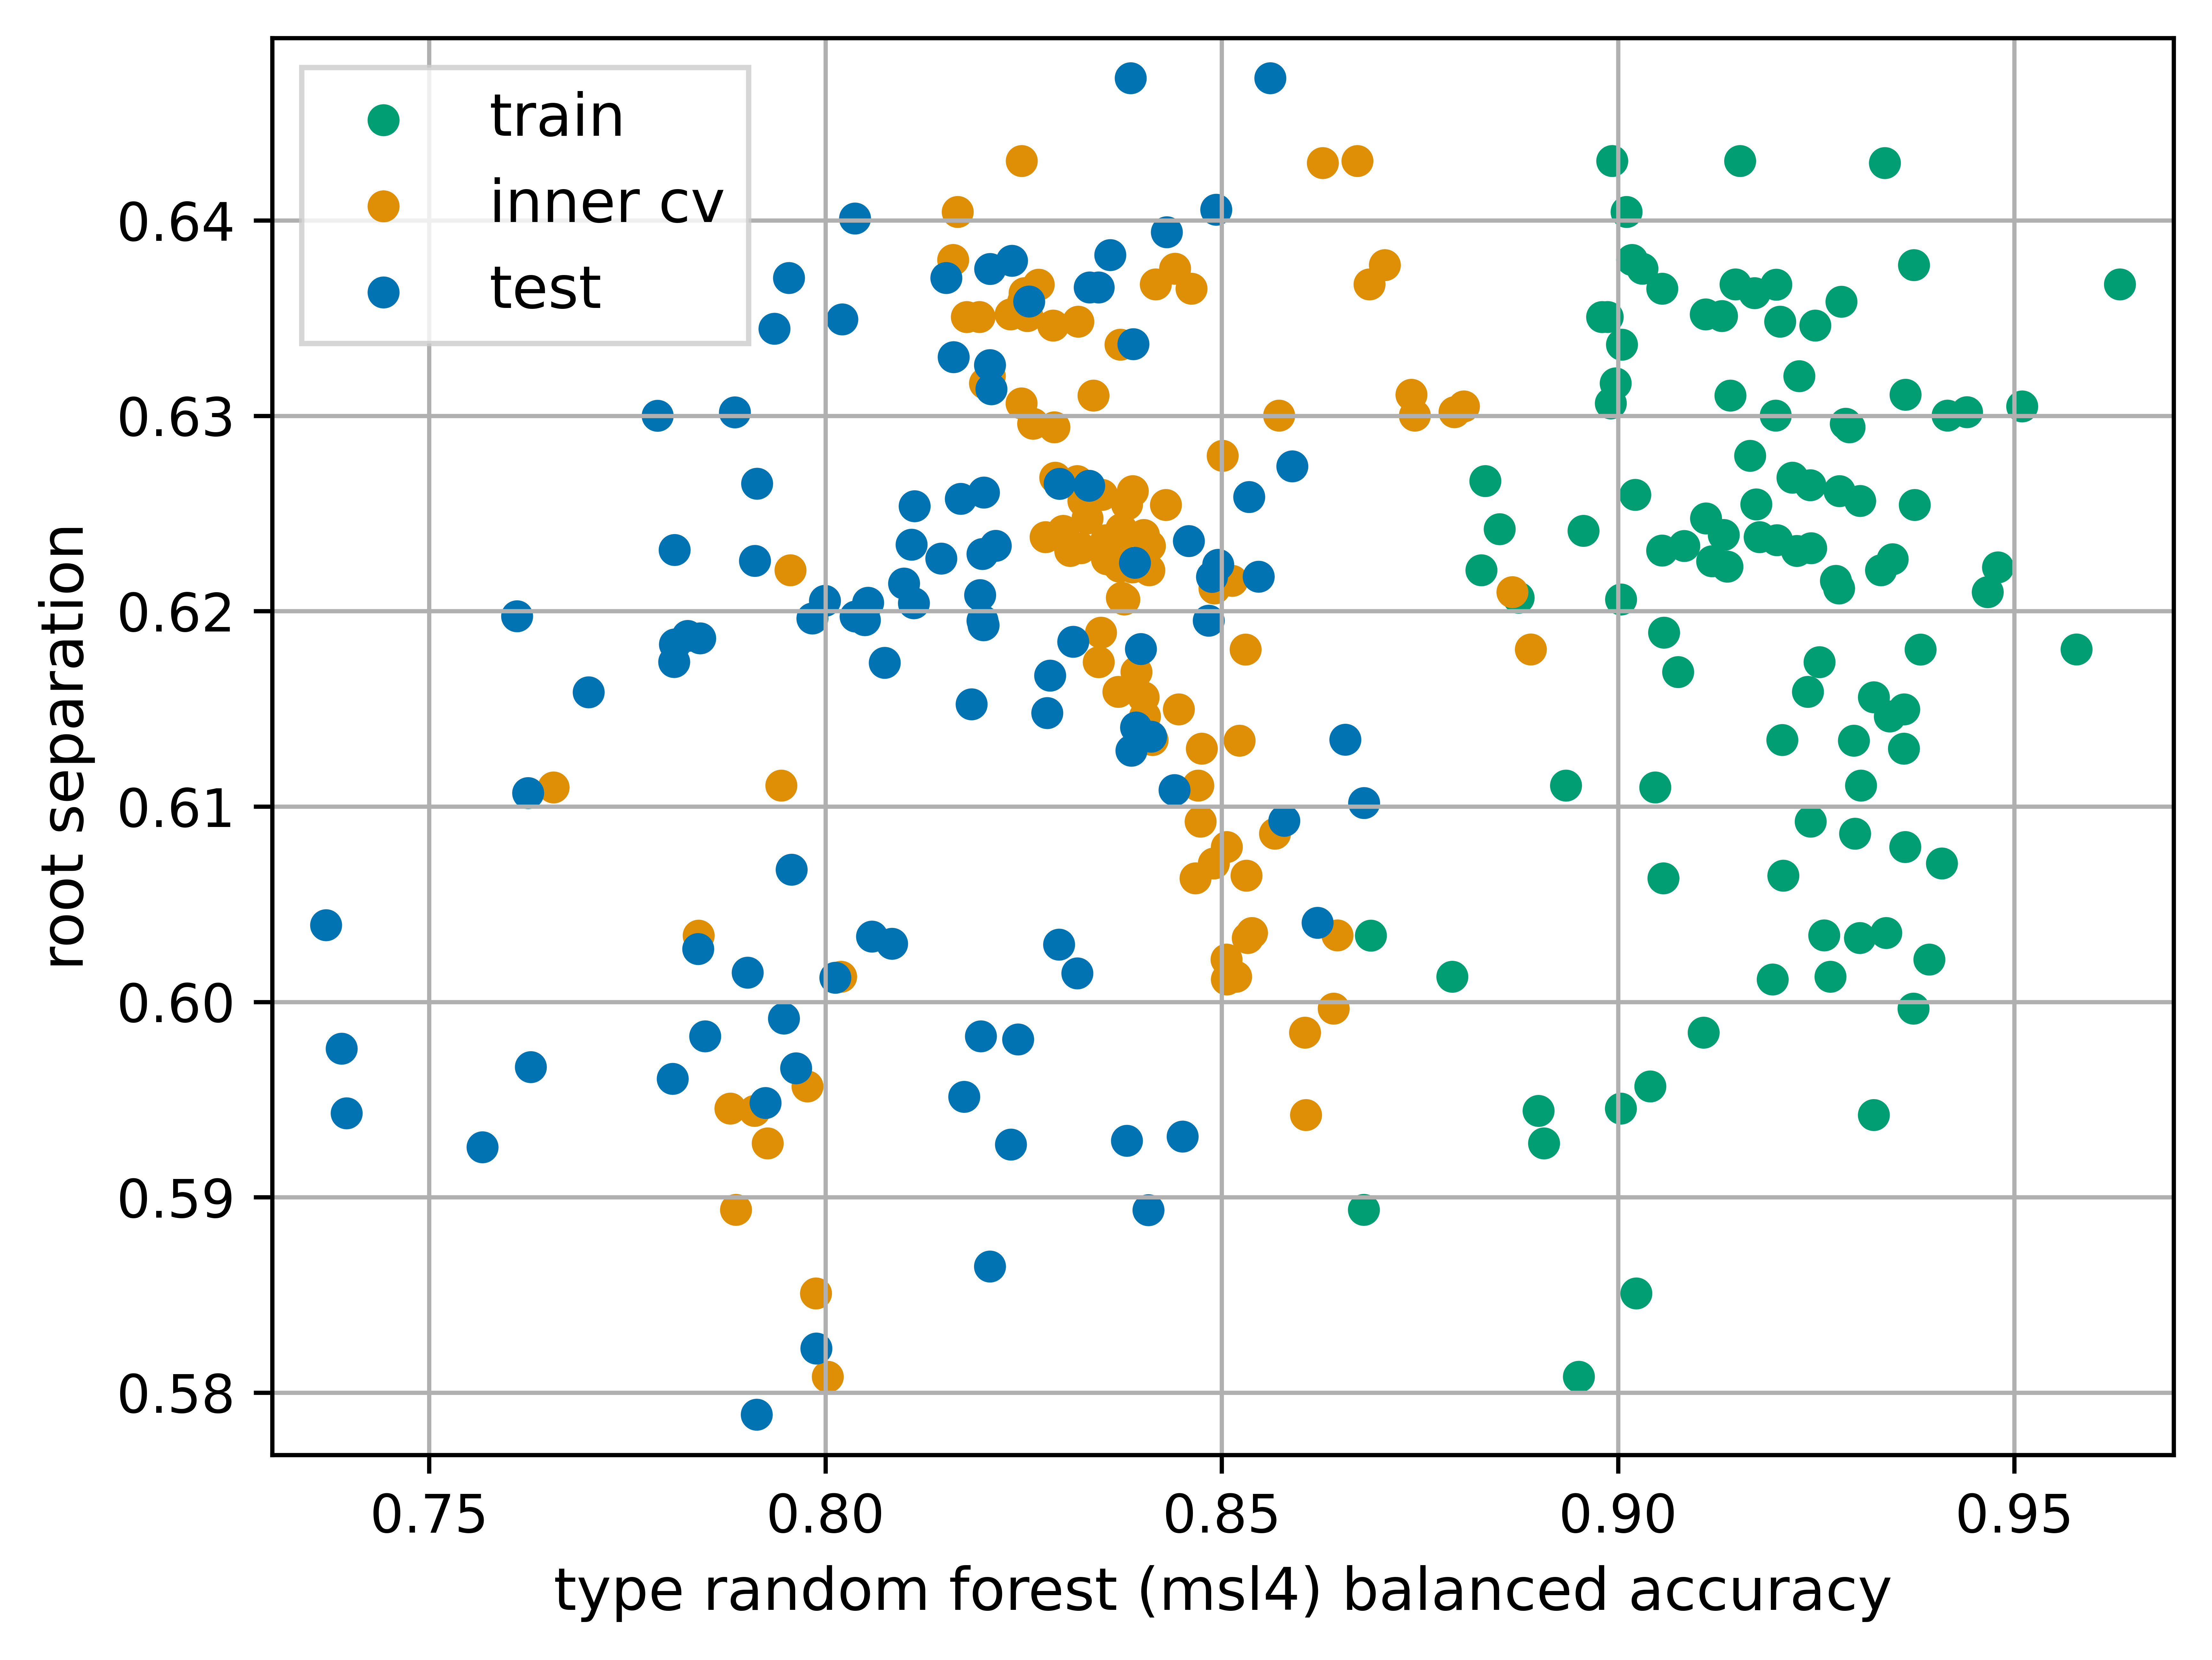 train
inner cv
test
0.64
0.63
0.62
0.61
0.60
0.59
0.58
root separation
0.75 0.80 0.85 0.90 0.95
type random forest (msl4) balanced accuracy